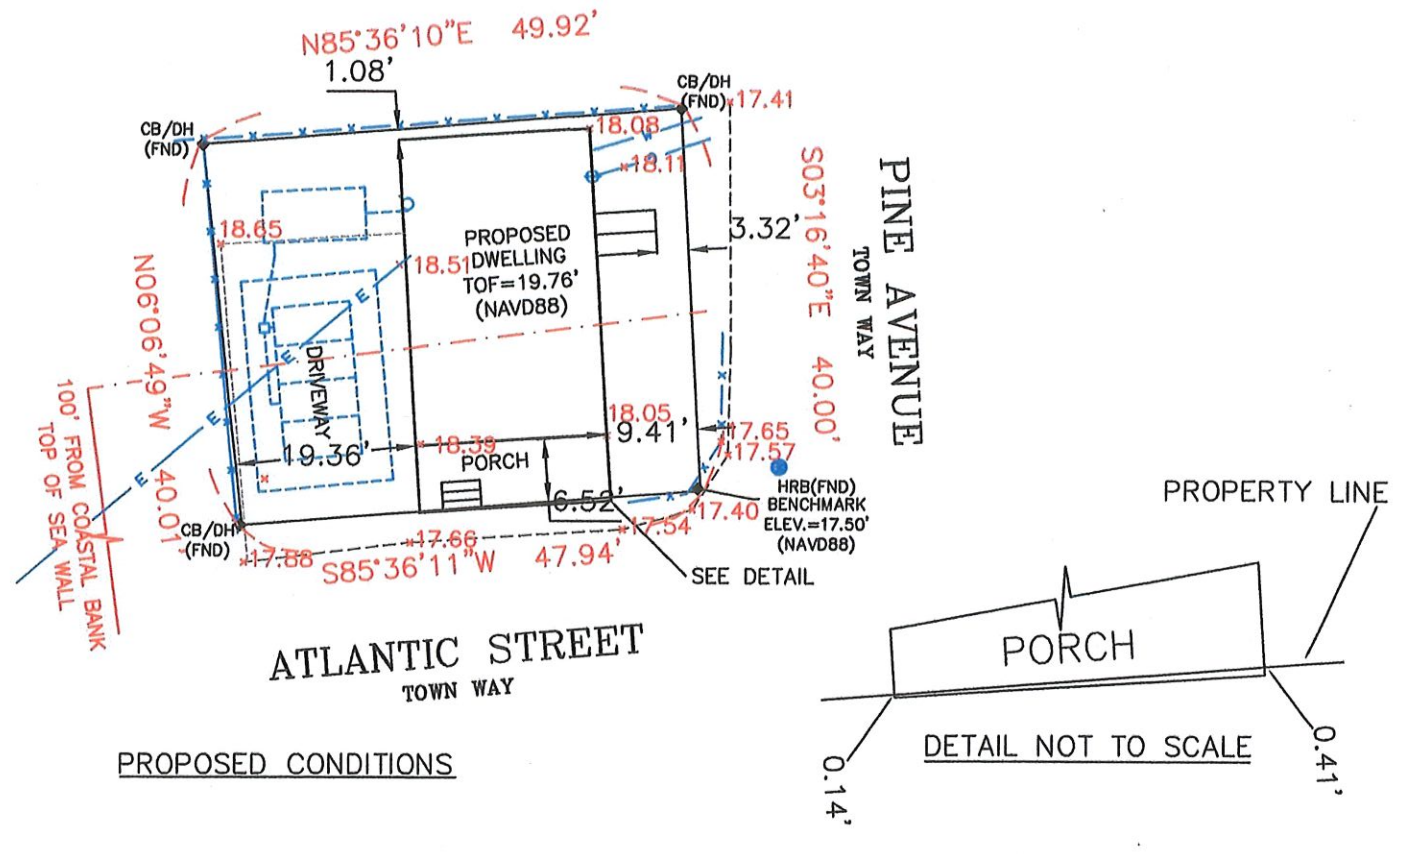 N85°36'10"E 49.92'
1.08'
CB/DH
(FND)
CB/DH
(FND)
17.41
18.08
18.11
S03°16'40"E 40.00'
PINE AVENUE
TOWN WAY
3.32'
18.65
PROPOSED
DWELLING
TOF=19.76'
(NAVD88)
18.51
E
E
E
E
N06°06'49"W 40.01'
DRIVEWAY
100' FROM COASTAL BANK
TOP OF SEA WALL
18.05
9.41'
17.65
17.57
19.36'
18.39
PORCH
6.52'
HRB(FND)
BENCHMARK
ELEV.=17.50'
(NAVD88)
17.40
17.54
CB/DH
(FND)
17.88
17.66
S85°36'11"W 47.94'
SEE DETAIL
ATLANTIC STREET
TOWN WAY
PROPERTY LINE
PORCH
DETAIL NOT TO SCALE
0.14'
0.41'
PROPOSED CONDITIONS